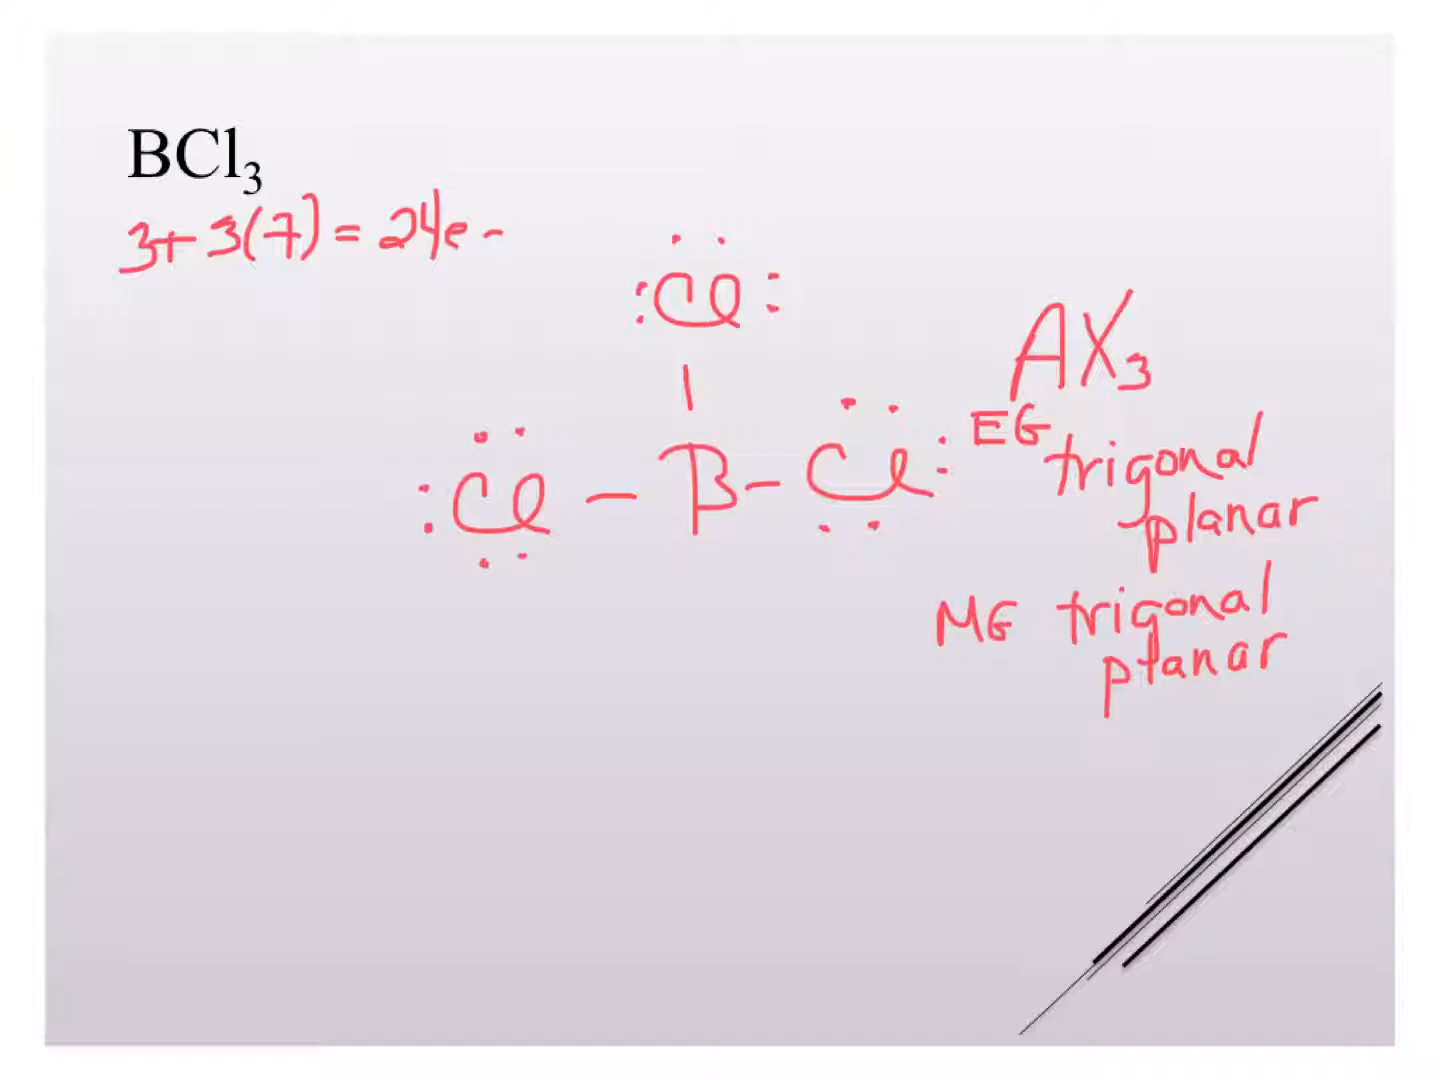 BCl₃
3+ 3(7) = 24e -
:Cl:
|
:Cl - B - Cl:
AX₃
EG trigonal
planar
MG trigonal
planar